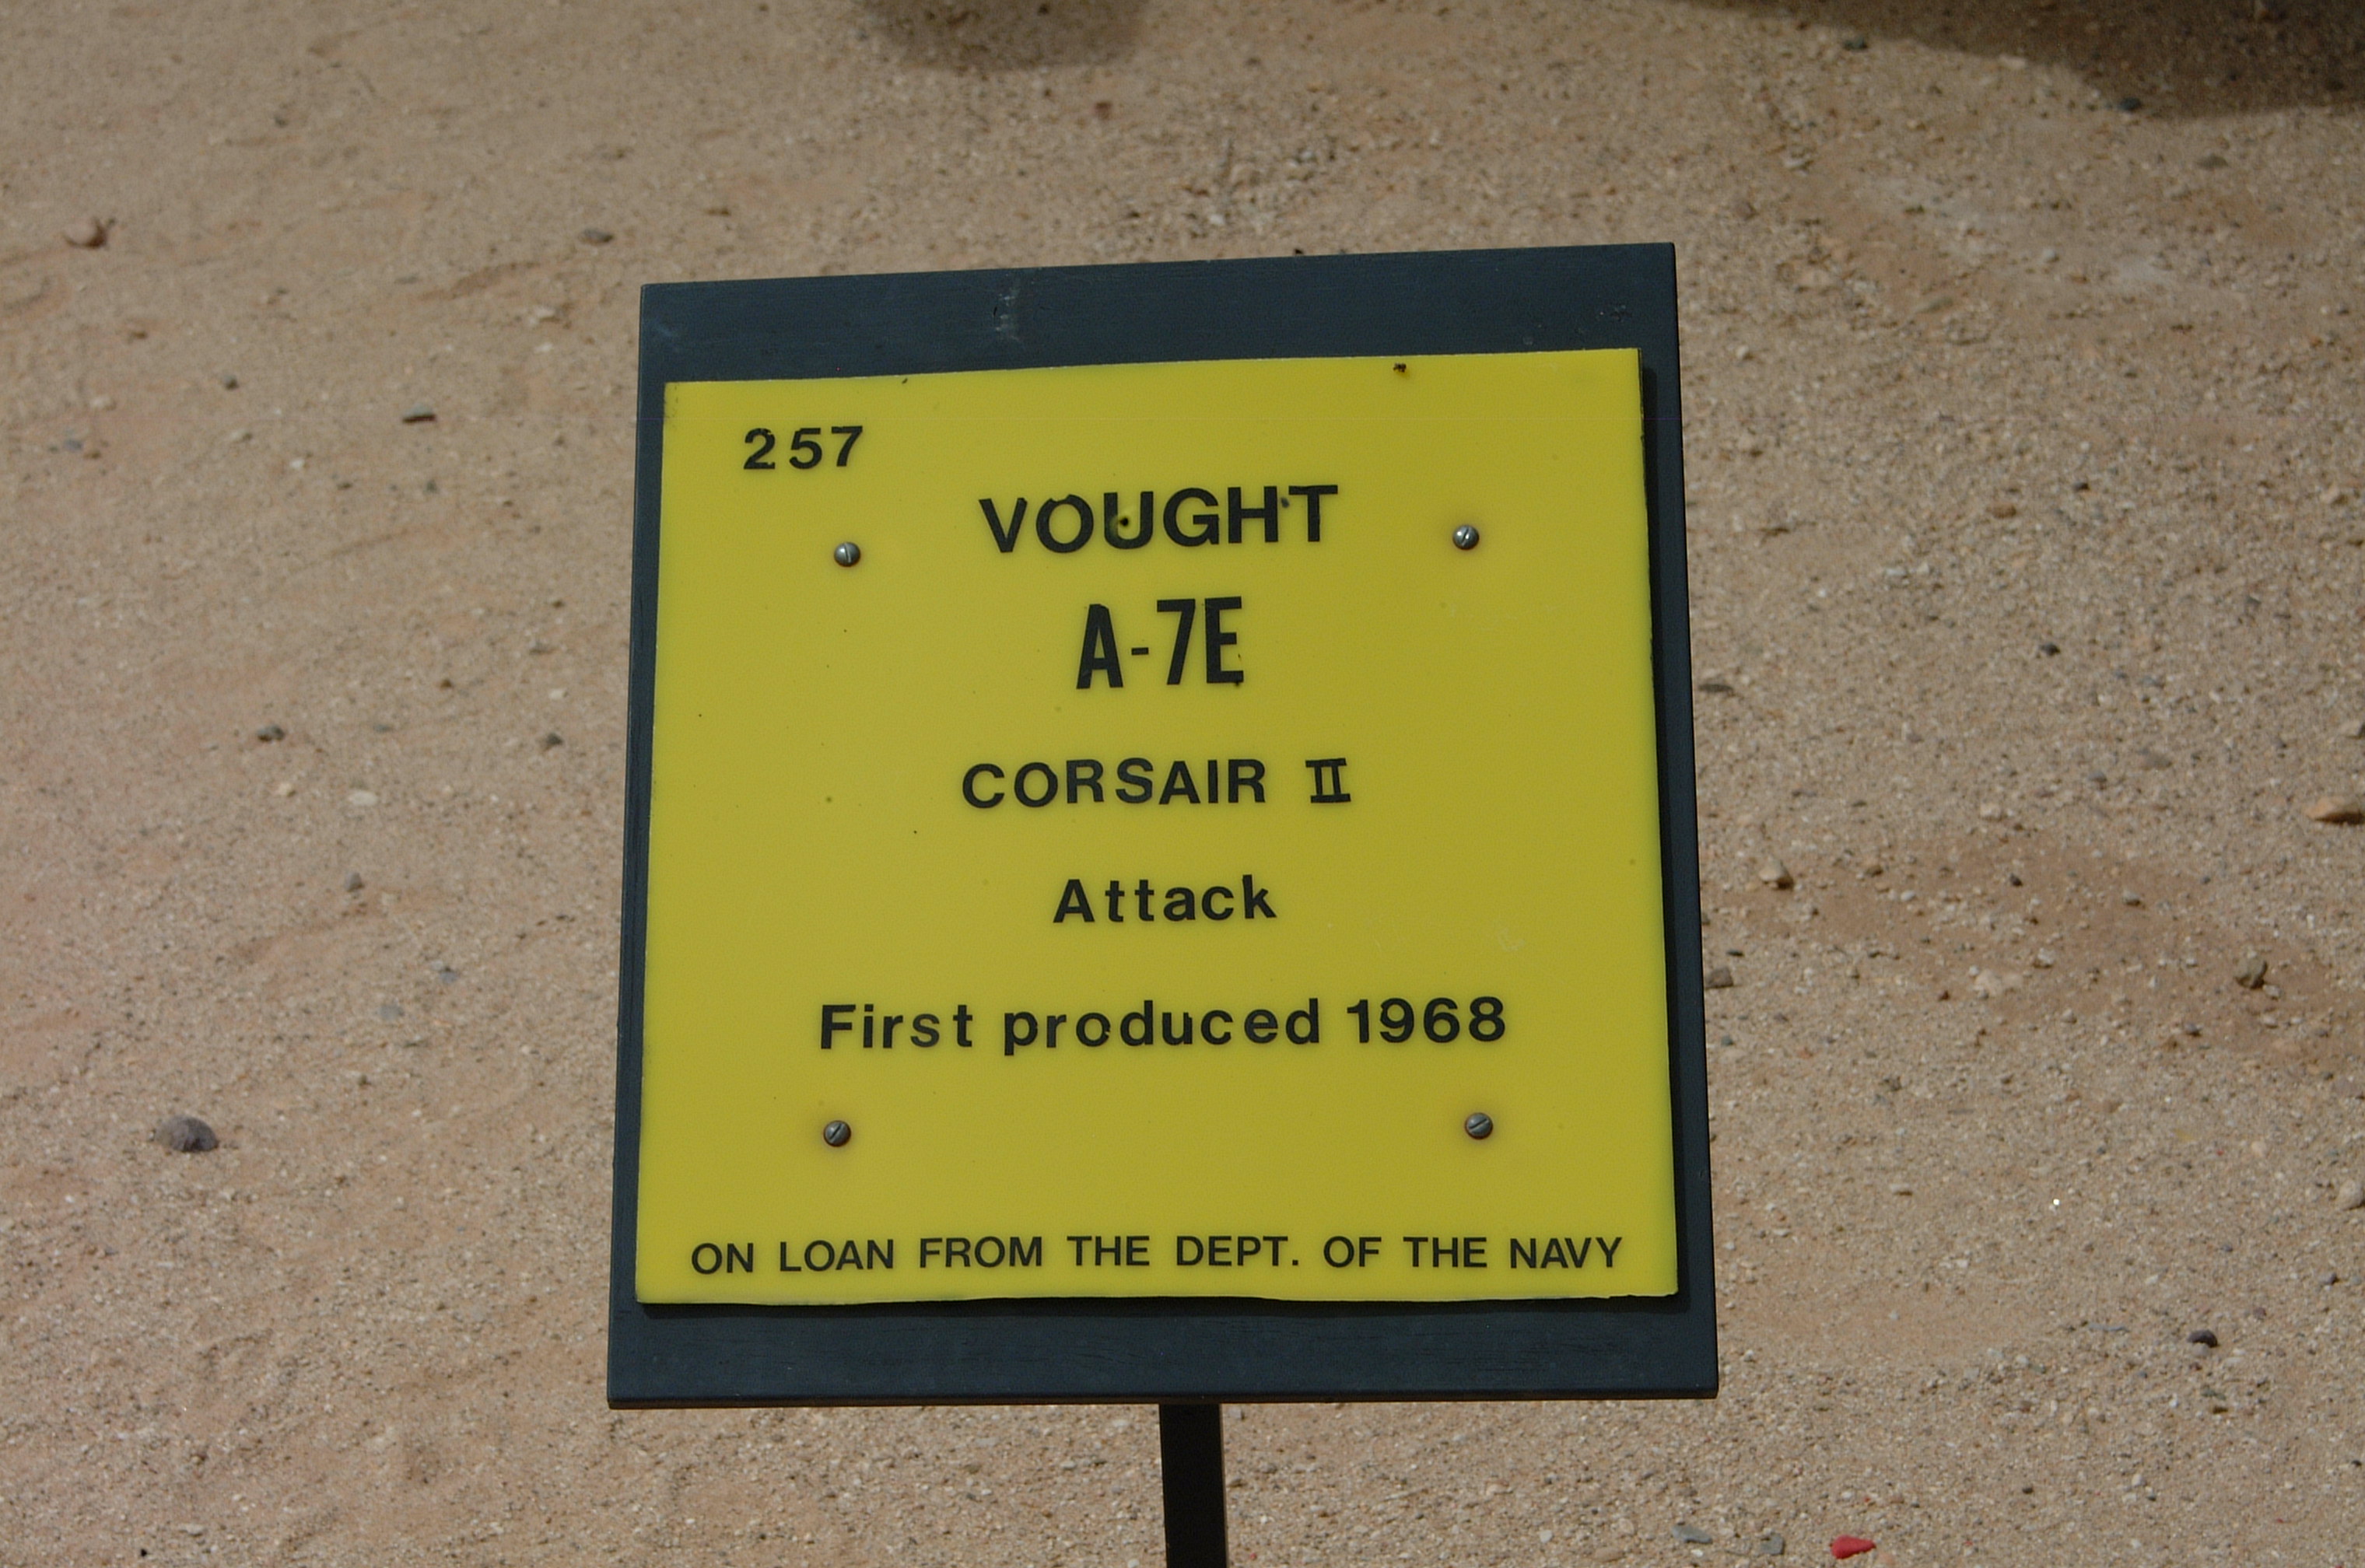 257
VOUGHT
A-7E
CORSAIR II
Attack
First produced 1968
ON LOAN FROM THE DEPT. OF THE NAVY